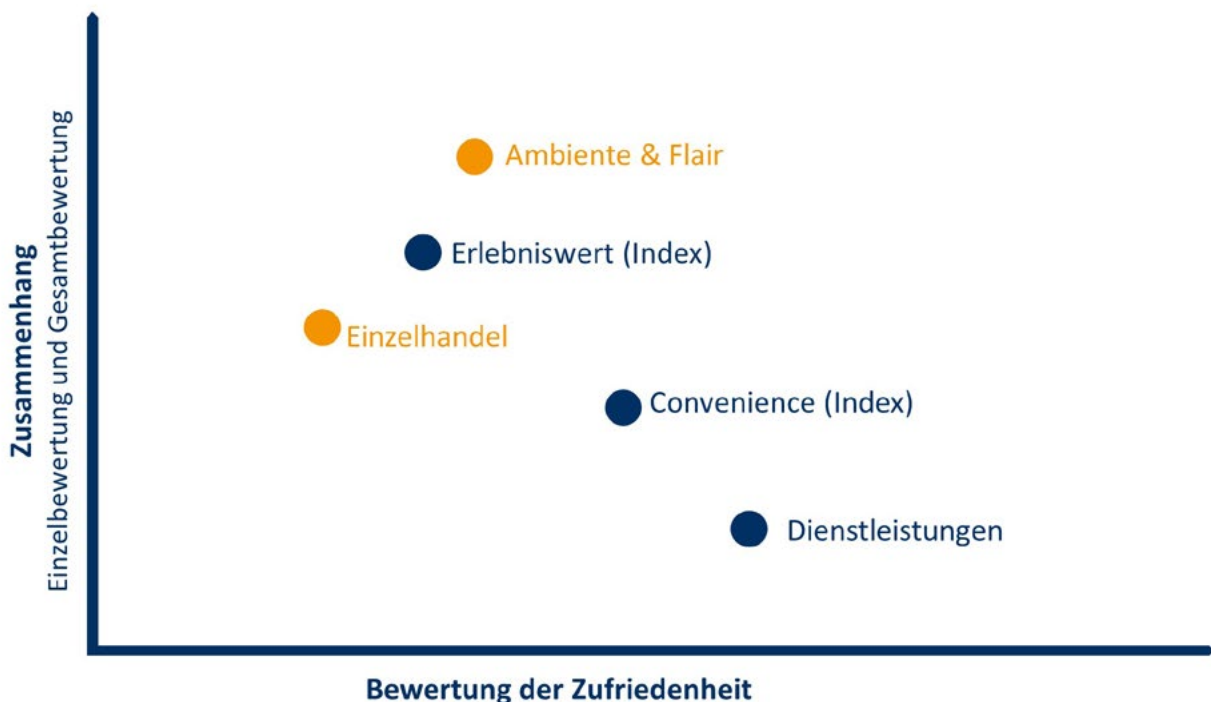 Zusammenhang
Einzelbewertung und Gesamtbewertung
Ambiente & Flair
Erlebniswert (Index)
Einzelhandel
Convenience (Index)
Dienstleistungen
Bewertung der Zufriedenheit